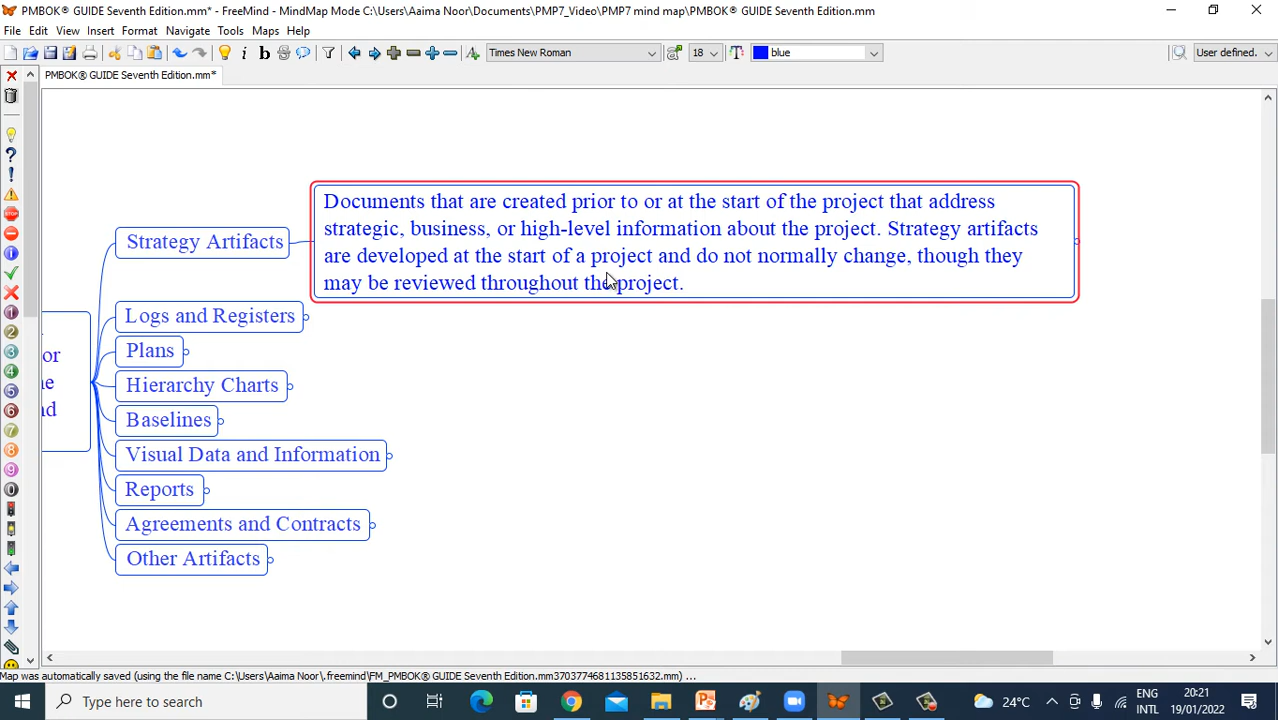 PMBOK® GUIDE Seventh Edition.mm* - FreeMind - MindMap Mode C:\Users\Aaima Noor\Documents\PMP7_Video\PMP7 mind map\PMBOK® GUIDE Seventh Edition.mm
File Edit View Insert Format Navigate Tools Maps Help
Times New Roman 18 blue User defined.
PMBOK® GUIDE Seventh Edition.mm*
Documents that are created prior to or at the start of the project that address
strategic, business, or high-level information about the project. Strategy artifacts
are developed at the start of a project and do not normally change, though they
may be reviewed throughout the project.
Strategy Artifacts
Logs and Registers
Plans
Hierarchy Charts
Baselines
Visual Data and Information
Reports
Agreements and Contracts
Other Artifacts
or
Map was automatically saved (using the file name C:\Users\Aaima Noor\.freemind\FM_PMBOK® GUIDE Seventh Edition.mm3703774681135851632.mm) ...
Type here to search
24°C
ENG
INTL
20:21
19/01/2022